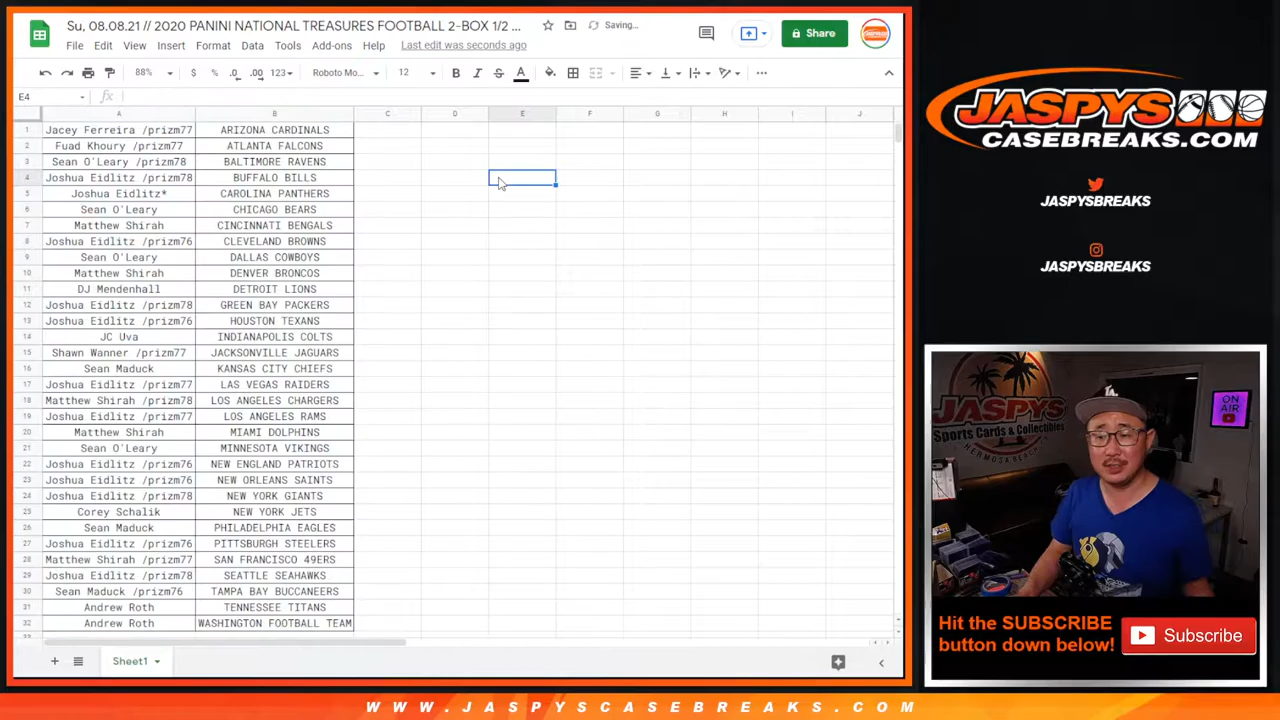 Su, 08.08.21 // 2020 PANINI NATIONAL TREASURES FOOTBALL 2-BOX 1/2 ...
Saving...
Share
File Edit View Insert Format Data Tools Add-ons Help Last edit was seconds ago
88% $ % .0 .00 123 Roboto Mo... 12 B I S A
E4 fx
A B C D E F G H I J
1 Jacey Ferreira /prizm77 ARIZONA CARDINALS
2 Fuad Khoury /prizm77 ATLANTA FALCONS
3 Sean O'Leary /prizm78 BALTIMORE RAVENS
4 Joshua Eidlitz /prizm78 BUFFALO BILLS
5 Joshua Eidlitz* CAROLINA PANTHERS
6 Sean O'Leary CHICAGO BEARS
7 Matthew Shirah CINCINNATI BENGALS
8 Joshua Eidlitz /prizm76 CLEVELAND BROWNS
9 Sean O'Leary DALLAS COWBOYS
10 Matthew Shirah DENVER BRONCOS
11 DJ Mendenhall DETROIT LIONS
12 Joshua Eidlitz /prizm78 GREEN BAY PACKERS
13 Joshua Eidlitz /prizm76 HOUSTON TEXANS
14 JC Uva INDIANAPOLIS COLTS
15 Shawn Wanner /prizm77 JACKSONVILLE JAGUARS
16 Sean Maduck KANSAS CITY CHIEFS
17 Joshua Eidlitz /prizm77 LAS VEGAS RAIDERS
18 Matthew Shirah /prizm78 LOS ANGELES CHARGERS
19 Joshua Eidlitz /prizm77 LOS ANGELES RAMS
20 Matthew Shirah MIAMI DOLPHINS
21 Sean O'Leary MINNESOTA VIKINGS
22 Joshua Eidlitz /prizm76 NEW ENGLAND PATRIOTS
23 Joshua Eidlitz /prizm76 NEW ORLEANS SAINTS
24 Joshua Eidlitz /prizm78 NEW YORK GIANTS
25 Corey Schalik NEW YORK JETS
26 Sean Maduck PHILADELPHIA EAGLES
27 Joshua Eidlitz /prizm76 PITTSBURGH STEELERS
28 Matthew Shirah /prizm77 SAN FRANCISCO 49ERS
29 Joshua Eidlitz /prizm78 SEATTLE SEAHAWKS
30 Sean Maduck /prizm76 TAMPA BAY BUCCANEERS
31 Andrew Roth TENNESSEE TITANS
32 Andrew Roth WASHINGTON FOOTBALL TEAM
Sheet1
JASPYS
CASEBREAKS.COM
JASPYSBREAKS
JASPYSBREAKS
JASPYS
Sports Cards & Collectibles
HERMOSA BEACH
ON
AIR
LA
Hit the SUBSCRIBE
button down below!
Subscribe
WWW.JASPYSCASEBREAKS.COM